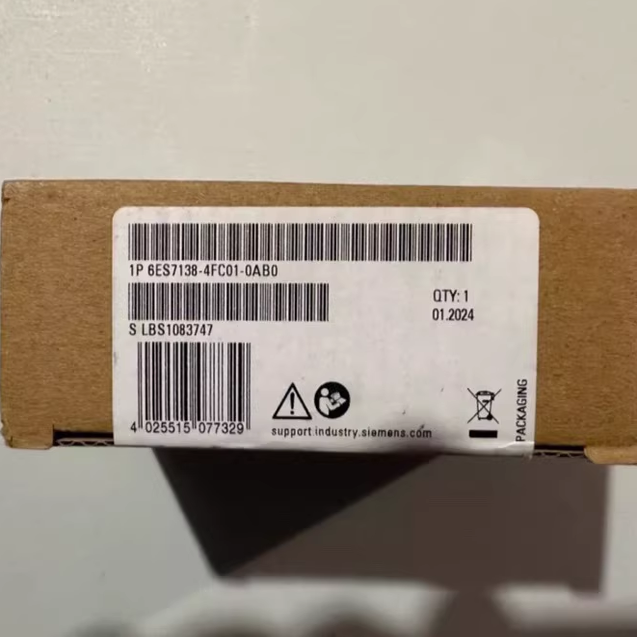 1P 6ES7138-4FC01-0AB0
QTY: 1
01.2024
S LBS1083747
4 025515 077329
support.industry.siemens.com
PACKAGING